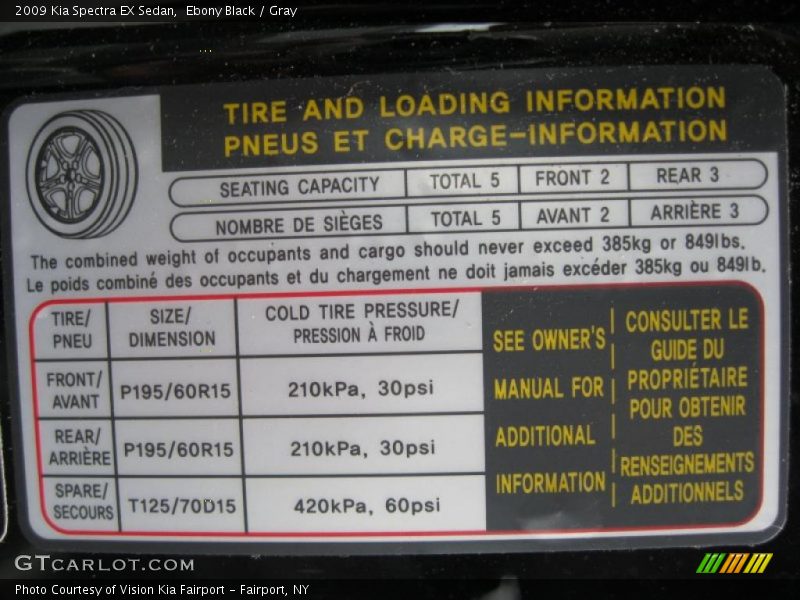 2009 Kia Spectra EX Sedan, Ebony Black / Gray
TIRE AND LOADING INFORMATION
PNEUS ET CHARGE-INFORMATION
SEATING CAPACITY TOTAL 5 FRONT 2 REAR 3
NOMBRE DE SIÈGES TOTAL 5 AVANT 2 ARRIÈRE 3
The combined weight of occupants and cargo should never exceed 385kg or 849lbs.
Le poids combiné des occupants et du chargement ne doit jamais excéder 385kg ou 849lb.
TIRE/
PNEU
SIZE/
DIMENSION
COLD TIRE PRESSURE/
PRESSION À FROID
FRONT/
AVANT
P195/60R15
210kPa, 30psi
REAR/
ARRIÈRE
P195/60R15
210kPa, 30psi
SPARE/
SECOURS
T125/70D15
420kPa, 60psi
SEE OWNER'S
MANUAL FOR
ADDITIONAL
INFORMATION
CONSULTER LE
GUIDE DU
PROPRIÉTAIRE
POUR OBTENIR
DES
RENSEIGNEMENTS
ADDITIONNELS
GTCARLOT.COM
Photo Courtesy of Vision Kia Fairport - Fairport, NY